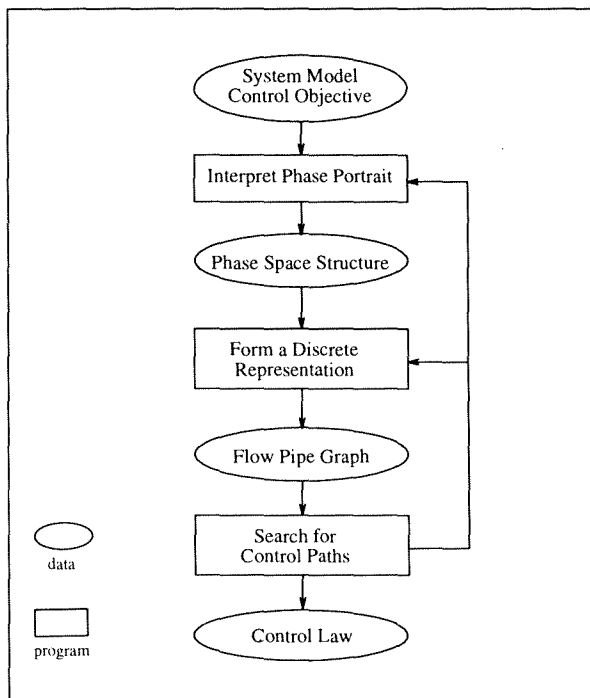 System Model
Control Objective
Interpret Phase Portrait
Phase Space Structure
Form a Discrete
Representation
Flow Pipe Graph
Search for
Control Paths
Control Law
data
program